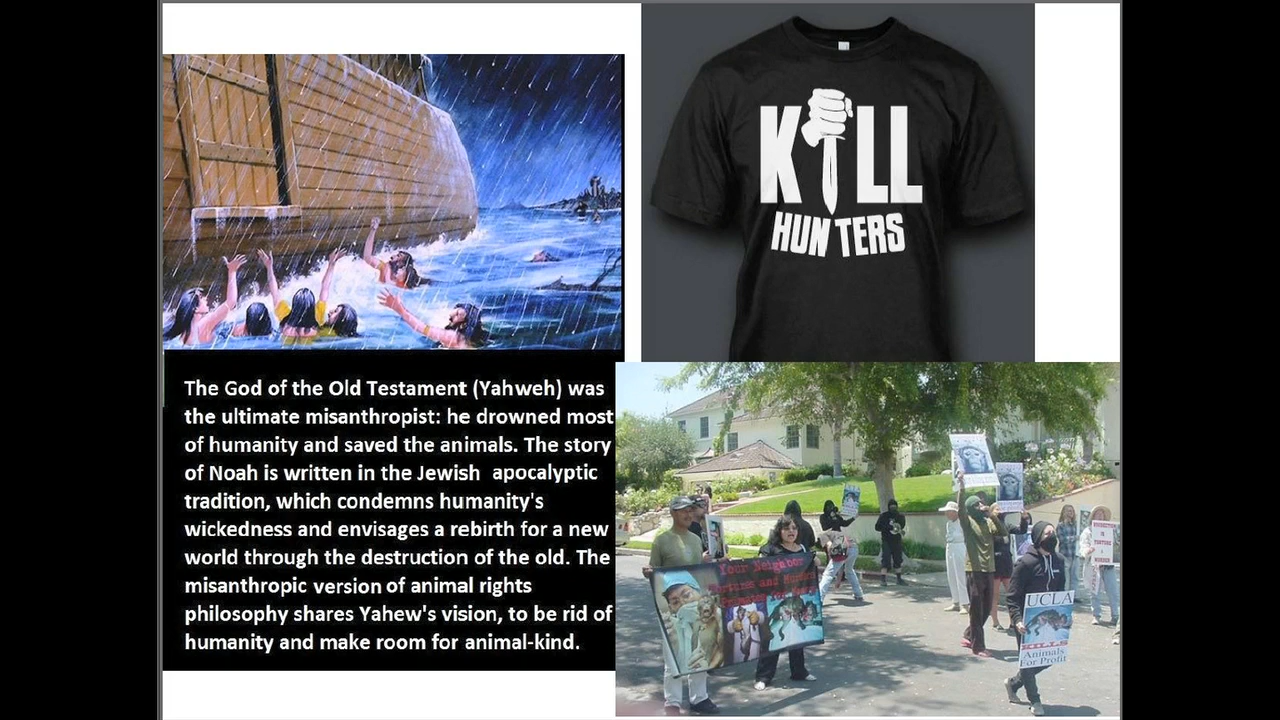 The God of the Old Testament (Yahweh) was
the ultimate misanthropist: he drowned most
of humanity and saved the animals. The story
of Noah is written in the Jewish apocalyptic
tradition, which condemns humanity's
wickedness and envisages a rebirth for a new
world through the destruction of the old. The
misanthropic version of animal rights
philosophy shares Yahew's vision, to be rid of
humanity and make room for animal-kind.
KILL
HUNTERS
Your Neighbor
Tortures and
UCLA
KILLS
Animals
For Profit